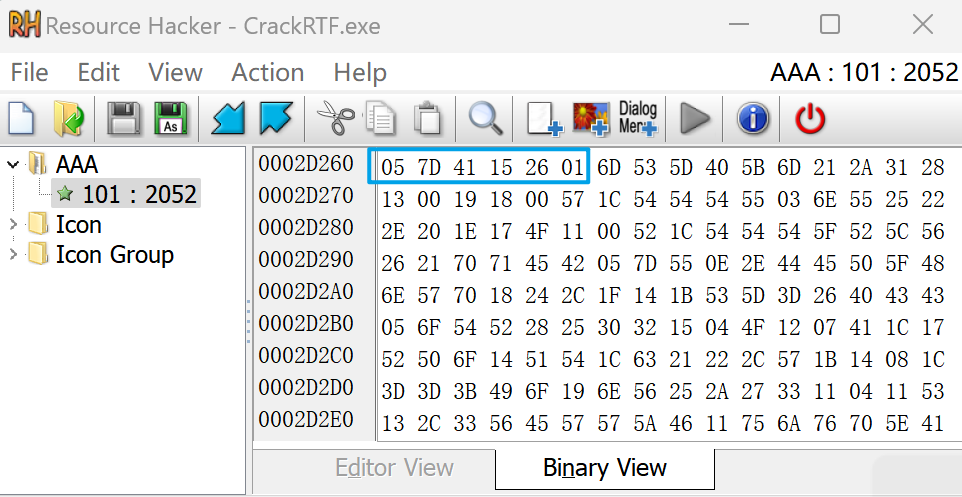 Resource Hacker - CrackRTF.exe
File Edit View Action Help AAA : 101 : 2052
As Dialog
Menu
AAA
101 : 2052
Icon
Icon Group
0002D260 05 7D 41 15 26 01 6D 53 5D 40 5B 6D 21 2A 31 28
0002D270 13 00 19 18 00 57 1C 54 54 54 55 03 6E 55 25 22
0002D280 2E 20 1E 17 4F 11 00 52 1C 54 54 54 5F 52 5C 56
0002D290 26 21 70 71 45 42 05 7D 55 0E 2E 44 45 50 5F 48
0002D2A0 6E 57 70 18 24 2C 1F 14 1B 53 5D 3D 26 40 43 43
0002D2B0 05 6F 54 52 28 25 30 32 15 04 4F 12 07 41 1C 17
0002D2C0 52 50 6F 14 51 54 1C 63 21 22 2C 57 1B 14 08 1C
0002D2D0 3D 3D 3B 49 6F 19 6E 56 25 2A 27 33 11 04 11 53
0002D2E0 13 2C 33 56 45 57 57 5A 46 11 75 6A 76 70 5E 41
Editor View Binary View